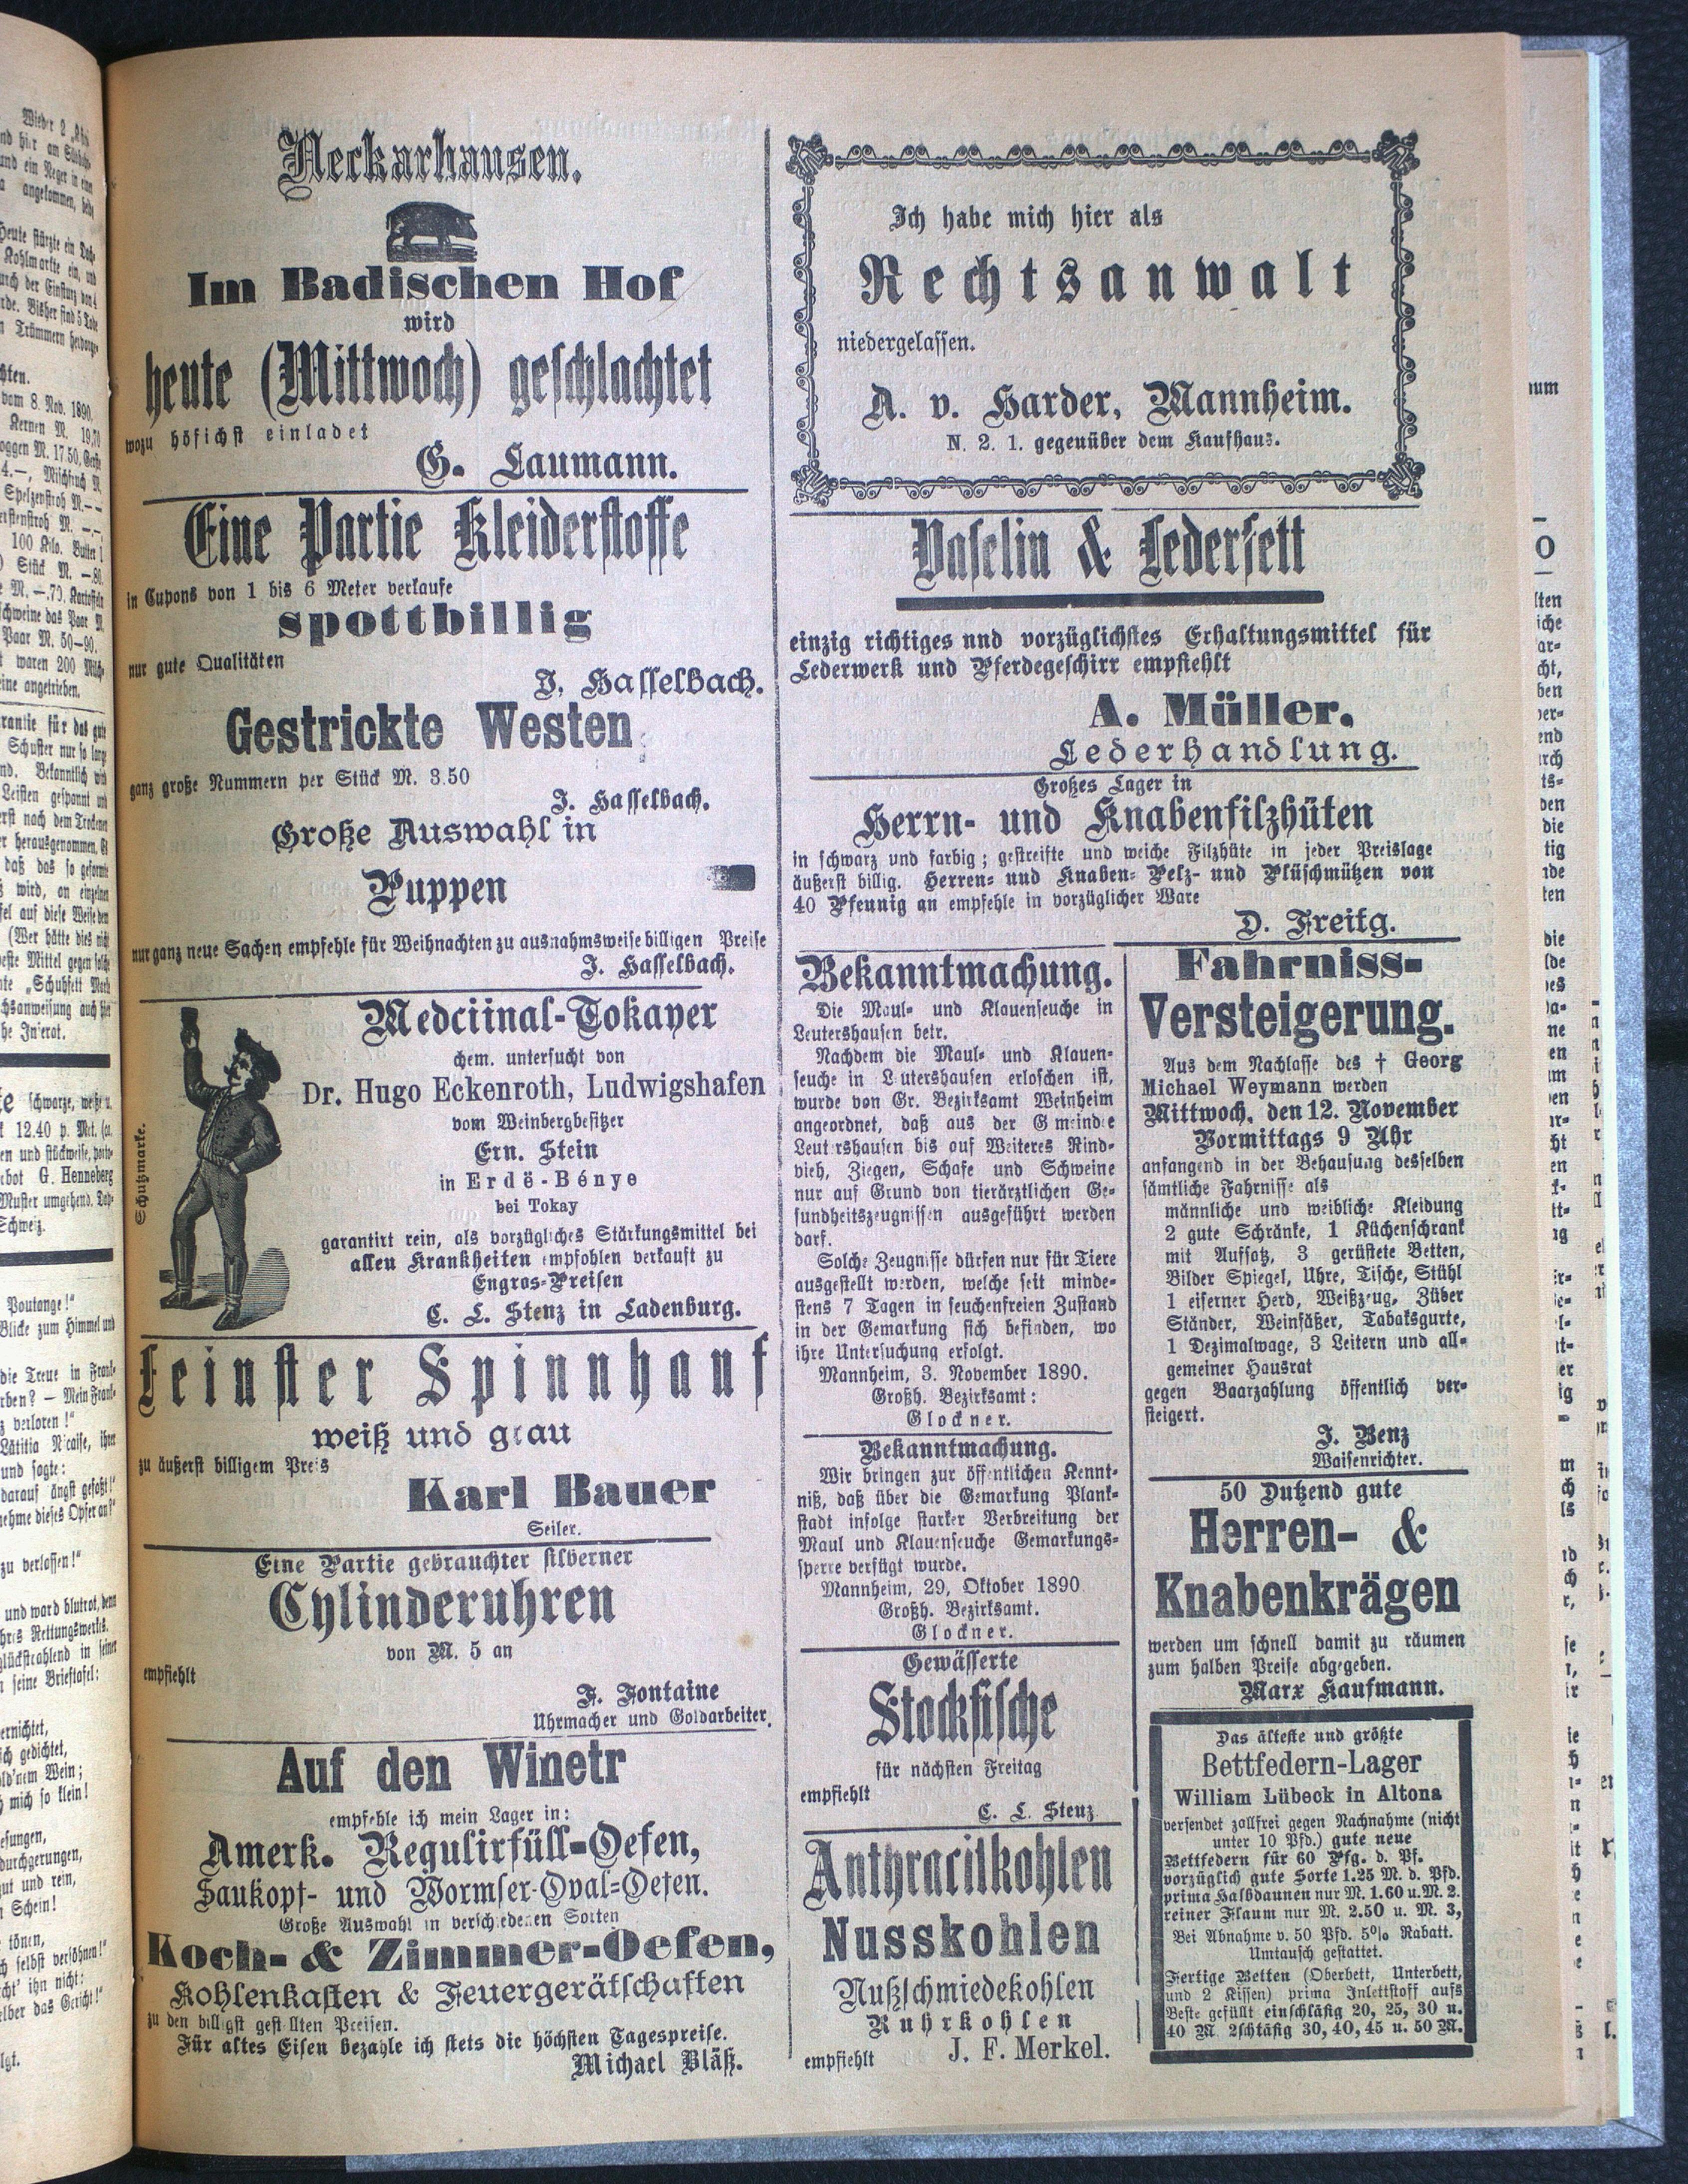 Neckarhausen.
Im Badischen Hof
wird
heute (Mittwoch) geschlachtet
wozu höfichst einladet
G. Laumann.
Eine Partie Kleiderstoffe
in Cupons von 1 bis 6 Meter verkaufe
spottbillig
nur gute Qualitäten
J. Hasselbach.
Gestrickte Westen
ganz große Nummern per Stück M. 3.50
J. Hasselbach.
Große Auswahl in
Puppen
nur ganz neue Sachen empfehle für Weihnachten zu ausnahmsweise billigen Preise
J. Hasselbach.
Schutzmarke.
Medciinal-Tokayer
chem. untersucht von
Dr. Hugo Eckenroth, Ludwigshafen
vom Weinbergbesitzer
Ern. Stein
in Erdö-Bénye
bei Tokay
garantirt rein, als vorzügliches Stärkungsmittel bei
allen Krankheiten empfohlen verkauft zu
Engros-Preisen
C. L. Stenz in Ladenburg.
Feinster Spinnhanf
weiß und grau
zu äußerst billigem Preis
Karl Bauer
Seiler.
Eine Partie gebrauchter silberner
Cylinderuhren
von M. 5 an
empfiehlt
F. Fontaine
Uhrmacher und Goldarbeiter.
Auf den Winetr
empfehle ich mein Lager in:
Amerk. Regulirfüll-Oefen,
Saukopf- und Wormser-Oval-Oefen.
Große Auswahl in verschiedenen Sorten
Koch- & Zimmer-Oefen,
Kohlenkasten & Feuergerätschaften
zu den billigst gestellten Preisen.
Für altes Eisen bezahle ich stets die höchsten Tagespreise.
Michael Bläß.
Ich habe mich hier als
Rechtsanwalt
niedergelassen.
A. v. Harder, Mannheim.
N. 2. 1. gegenüber dem Kaufhaus.
Vaselin & Lederfett
einzig richtiges nnd vorzüglichstes Erhaltungsmittel für
Lederwerk und Pferdegeschirr empfiehlt
A. Müller,
Lederhandlung.
Großes Lager in
Herrn- und Knabenfilzhüten
in schwarz und farbig; gestreifte und weiche Filzhüte in jeder Preislage
äußerst billig. Herren- und Knaben- Pelz- und Plüschmützen von
40 Pfennig an empfehle in vorzüglicher Ware
D. Freitg.
Bekanntmachung.
Die Maul- und Klauenseuche in
Leutershausen betr.
Nachdem die Maul- und Klauen-
seuche in Leutershausen erloschen ist,
wurde von Gr. Bezirksamt Weinheim
angeordnet, daß aus der Gemeinde
Leutershausen bis auf Weiteres Rind-
vieh, Ziegen, Schafe und Schweine
nur auf Grund von tierärztlichen Ge-
sundheitszeugnissen ausgeführt werden
darf.
Solche Zeugnisse dürfen nur für Tiere
ausgestellt werden, welche seit minde-
stens 7 Tagen in seuchenfreien Zustand
in der Gemarkung sich befinden, wo
ihre Untersuchung erfolgt.
Mannheim, 3. November 1890.
Großh. Bezirksamt:
Glockner.
Bekanntmachung.
Wir bringen zur öffentlichen Kennt-
niß, daß über die Gemarkung Plank-
stadt infolge starker Verbreitung der
Maul und Klauenseuche Gemarkungs-
sperre verfügt wurde.
Mannheim, 29, Oktober 1890
Großh. Bezirksamt.
Glockner.
Gewässerte
Stockfische
für nächsten Freitag
empfiehlt
C. L. Stenz
Anthracitkohlen
Nusskohlen
Nußschmiedekohlen
Ruhrkohlen
empfiehlt
J. F. Merkel.
Fahrniss-
Versteigerung.
Aus dem Nachlasse des † Georg
Michael Weymann werden
Mittwoch, den 12. November
Vormittags 9 Uhr
anfangend in der Behausung desselben
sämtliche Fahrnisse als
männliche und weibliche Kleidung
2 gute Schränke, 1 Küchenschrank
mit Aufsatz, 3 gerüstete Betten,
Bilder Spiegel, Uhre, Tische, Stühl
1 eiserner Herd, Weißzeug, Züber
Ständer, Weinfäßer, Tabaksgurte,
1 Dezimalwage, 3 Leitern und all-
gemeiner Hausrat
gegen Baarzahlung öffentlich ver-
steigert.
J. Benz
Waisenrichter.
50 Dutzend gute
Herren- &
Knabenkrägen
werden um schnell damit zu räumen
zum halben Preise abgegeben.
Marx Kaufmann.
Das älteste und größte
Bettfedern-Lager
William Lübeck in Altona
versendet zollfrei gegen Nachnahme (nicht
unter 10 Pfd.) gute neue
Bettfedern für 60 Pfg. d. Pf.
vorzüglich gute Sorte 1.25 M. d. Pfd.
prima Halbdaunen nur M. 1.60 u. M. 2.
reiner Flaum nur M. 2.50 u. M. 3,
Bei Abnahme v. 50 Pfd. 5% Rabatt.
Umtausch gestattet.
Fertige Betten (Oberbett, Unterbett,
und 2 Kissen) prima Inlettstoff aufs
Beste gefüllt einschläfig 20, 25, 30 u.
40 M. 2schläfig 30, 40, 45 u. 50 M.